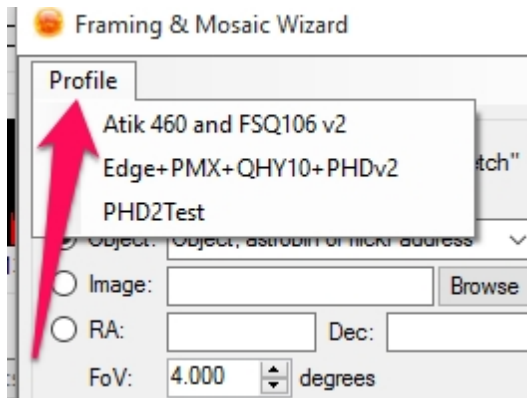 Framing & Mosaic Wizard
Profile
Atik 460 and FSQ106 v2
Edge+PMX+QHY10+PHDv2
PHD2Test
Object: Object, astrobin or flickr address
Image: Browse
RA: Dec:
FoV: 4.000 degrees